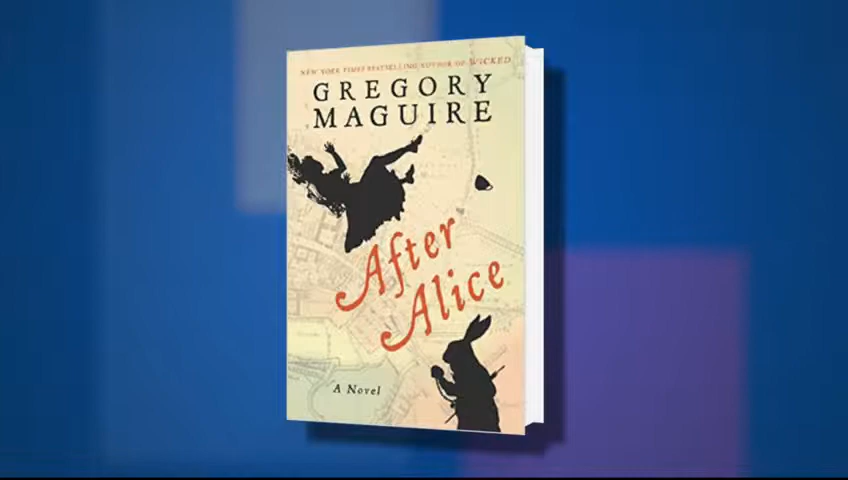 NEW YORK TIMES BESTSELLING AUTHOR OF WICKED
GREGORY
MAGUIRE
After
Alice
A Novel